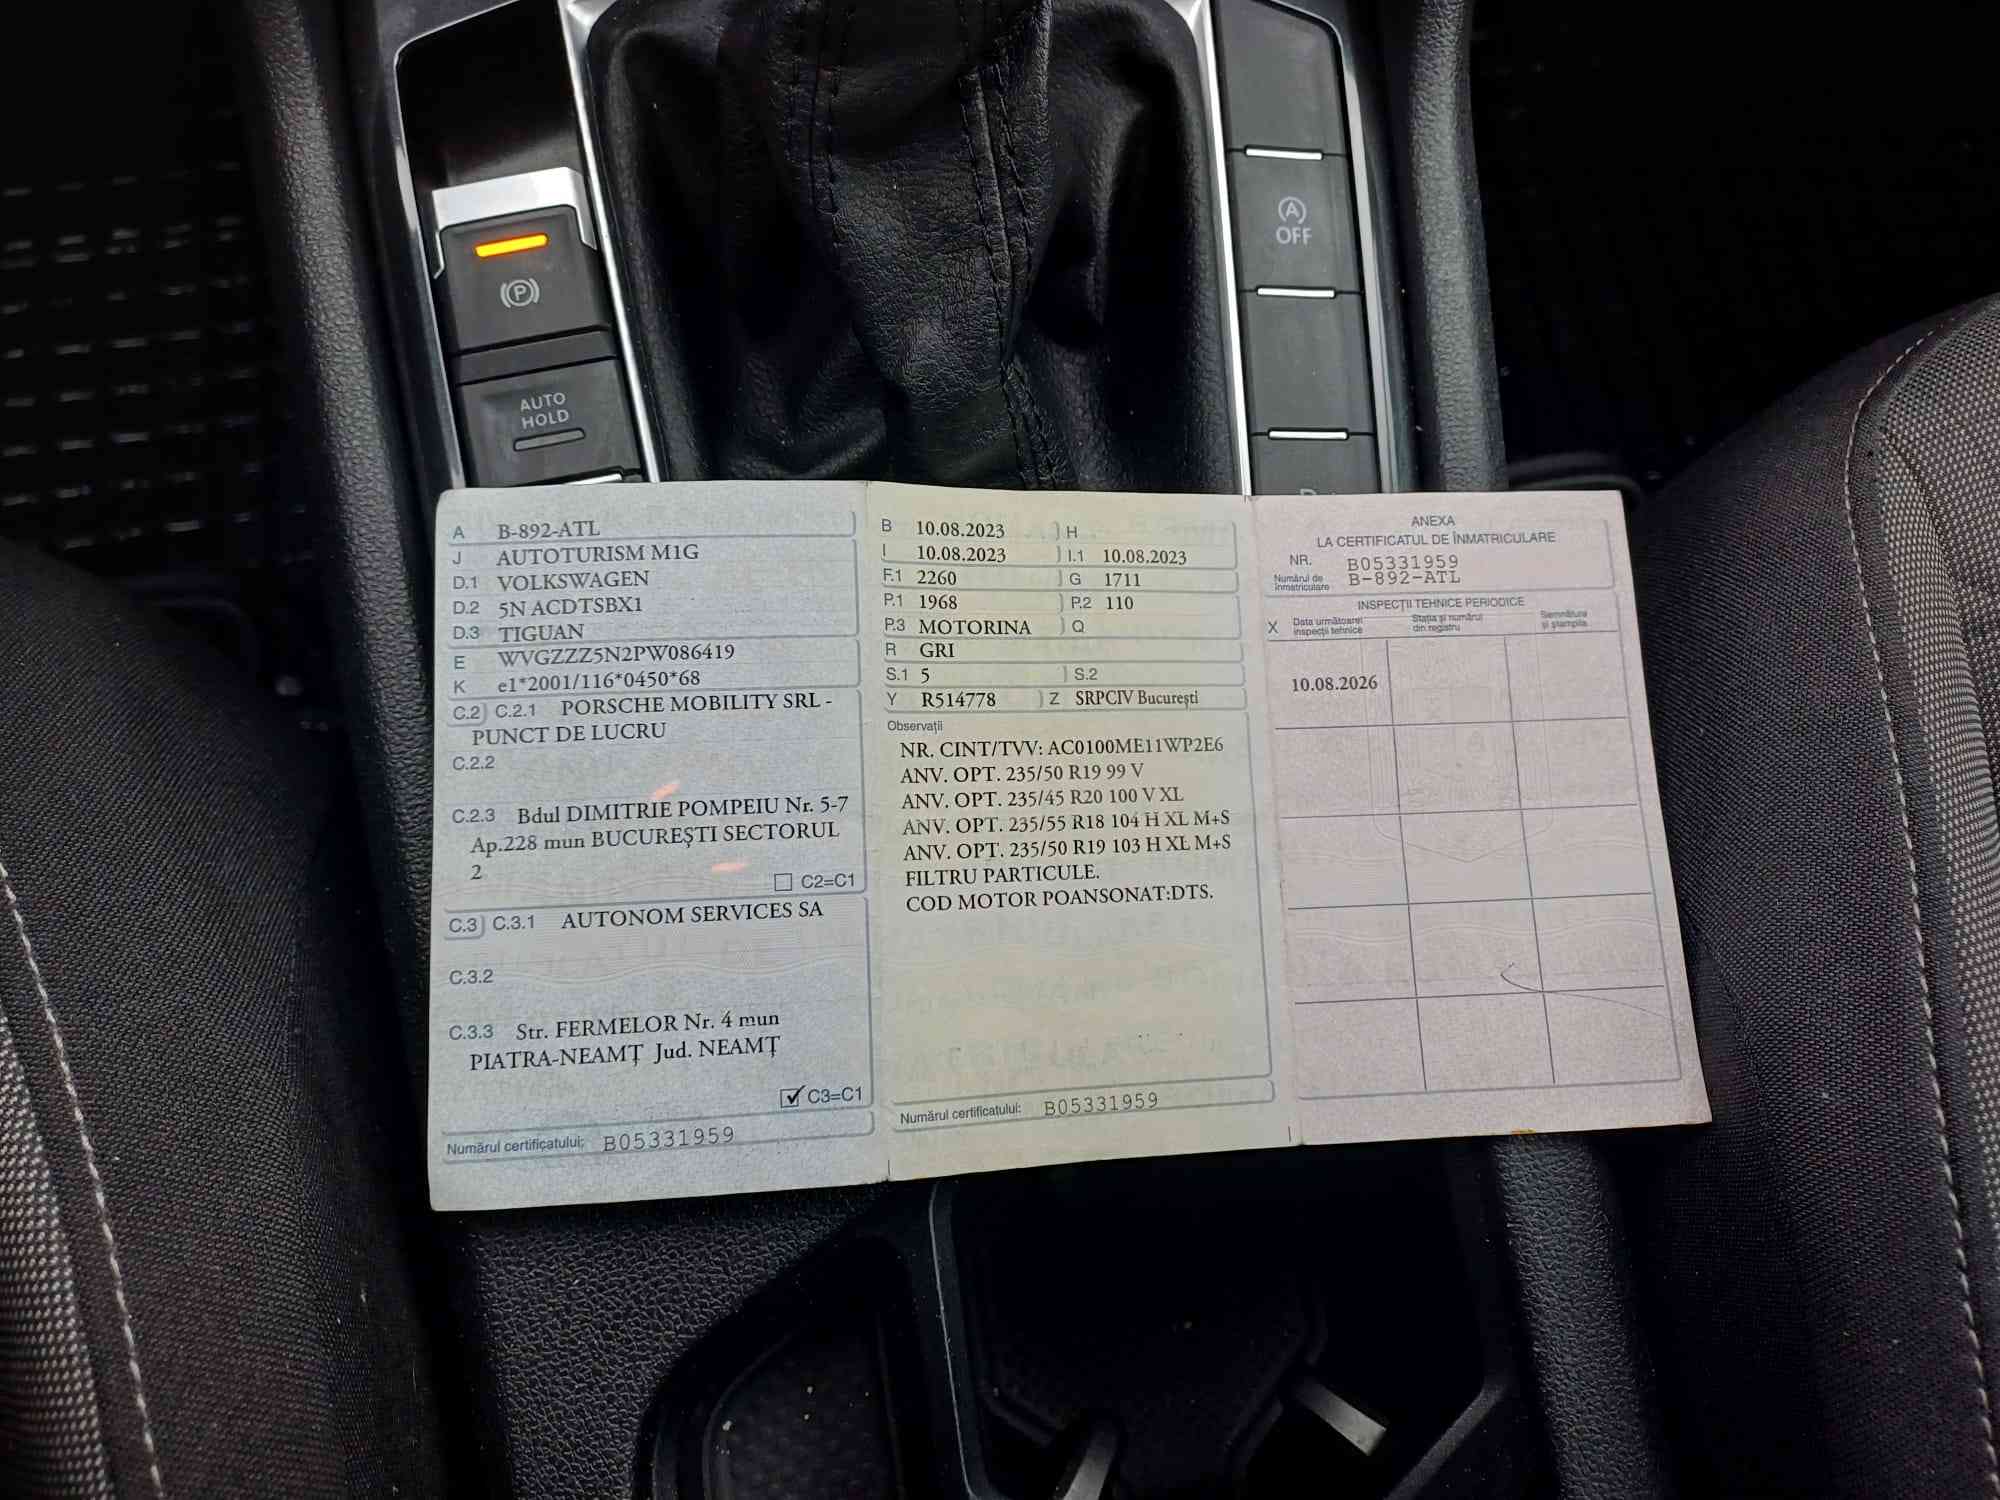 P
AUTO
HOLD
A
OFF
A B-892-ATL
J AUTOTURISM M1G
D.1 VOLKSWAGEN
D.2 5N ACDTSBX1
D.3 TIGUAN
E WVGZZZ5N2PW086419
K e1*2001/116*0450*68
C.2 C.2.1 PORSCHE MOBILITY SRL -
PUNCT DE LUCRU
C.2.2
C.2.3 Bdul DIMITRIE POMPEIU Nr. 5-7
Ap.228 mun BUCUREȘTI SECTORUL
2
C2=C1
C.3 C.3.1 AUTONOM SERVICES SA
C.3.2
C.3.3 Str. FERMELOR Nr. 4 mun
PIATRA-NEAMȚ Jud. NEAMȚ
C3=C1
Numărul certificatului: B05331959
B 10.08.2023 H
I 10.08.2023 I.1 10.08.2023
F.1 2260 G 1711
P.1 1968 P.2 110
P.3 MOTORINA Q
R GRI
S.1 5 S.2
Y R514778 Z SRPCIV București
Observații
NR. CINT/TVV: AC0100ME11WP2E6
ANV. OPT. 235/50 R19 99 V
ANV. OPT. 235/45 R20 100 V XL
ANV. OPT. 235/55 R18 104 H XL M+S
ANV. OPT. 235/50 R19 103 H XL M+S
FILTRU PARTICULE.
COD MOTOR POANSONAT:DTS.
Numărul certificatului: B05331959
ANEXA
LA CERTIFICATUL DE ÎNMATRICULARE
NR. B05331959
Numărul de înmatriculare B-892-ATL
INSPECȚII TEHNICE PERIODICE
X Data următoarei inspecții tehnice Stația și numărul din registru Semnătura și ștampila
10.08.2026